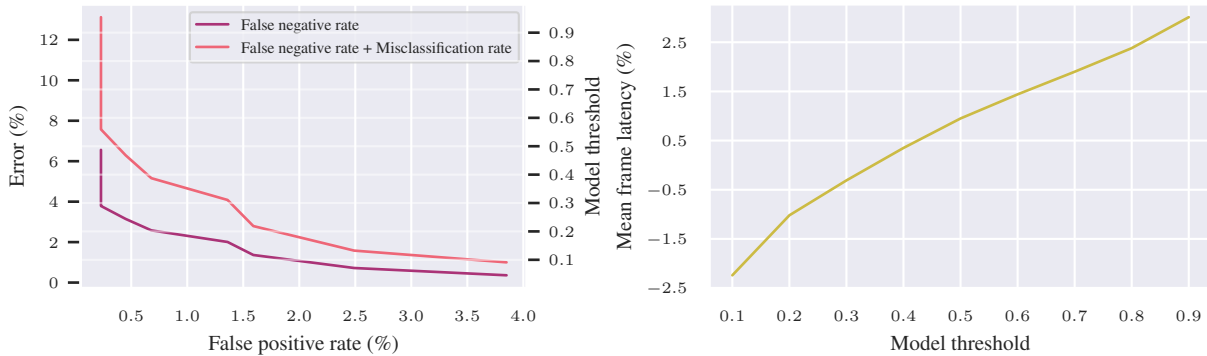 False negative rate
False negative rate + Misclassification rate
Error (%)
12
10
8
6
4
2
0
0.9
0.8
0.7
0.6
0.5
0.4
0.3
0.2
0.1
Model threshold
0.5 1.0 1.5 2.0 2.5 3.0 3.5 4.0
False positive rate (%)
Mean frame latency (%)
2.5
1.5
0.5
−0.5
−1.5
−2.5
0.1 0.2 0.3 0.4 0.5 0.6 0.7 0.8 0.9
Model threshold